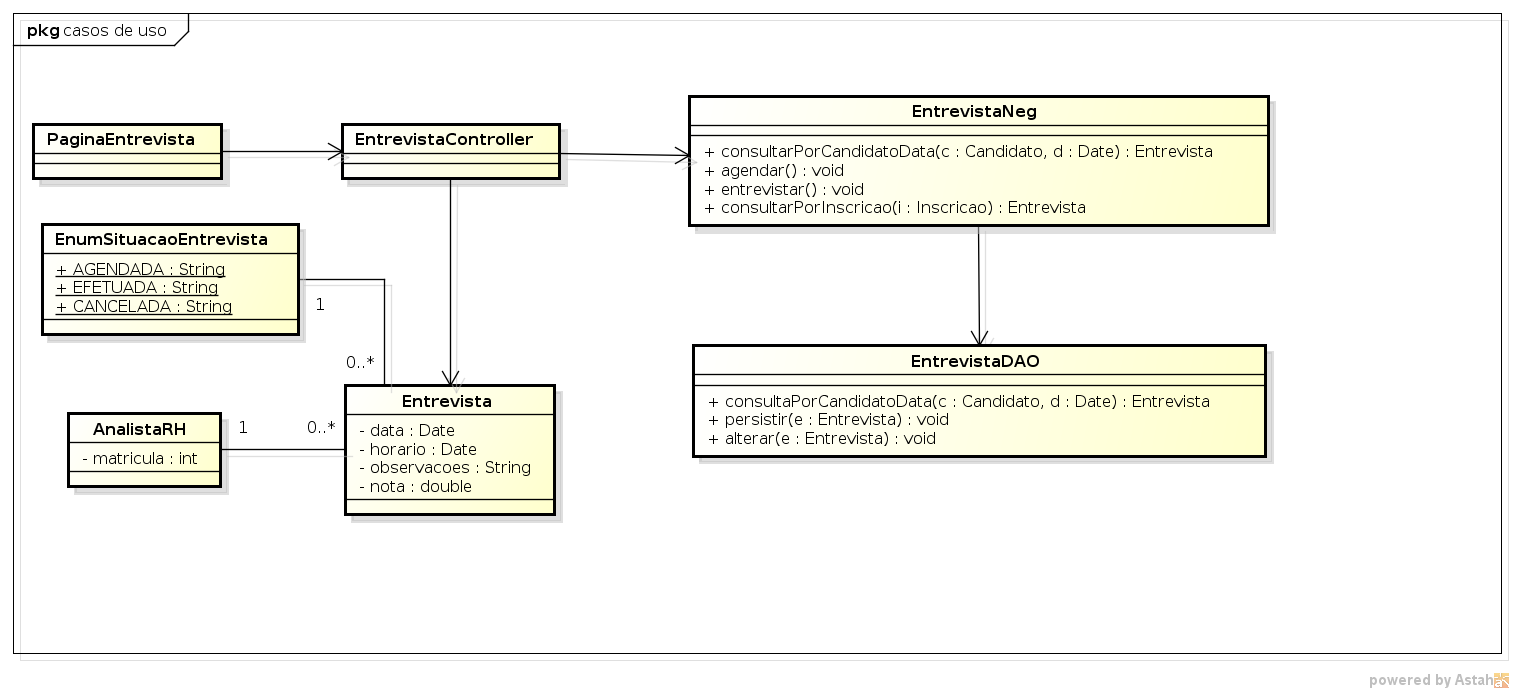 pkg casos de uso
PaginaEntrevista
EntrevistaController
EntrevistaNeg
+ consultarPorCandidatoData(c : Candidato, d : Date) : Entrevista
+ agendar() : void
+ entrevistar() : void
+ consultarPorInscricao(i : Inscricao) : Entrevista
EnumSituacaoEntrevista
+ AGENDADA : String
+ EFETUADA : String
+ CANCELADA : String
1
0..*
EntrevistaDAO
+ consultaPorCandidatoData(c : Candidato, d : Date) : Entrevista
+ persistir(e : Entrevista) : void
+ alterar(e : Entrevista) : void
AnalistaRH
- matricula : int
1
0..*
Entrevista
- data : Date
- horario : Date
- observacoes : String
- nota : double
powered by Astah